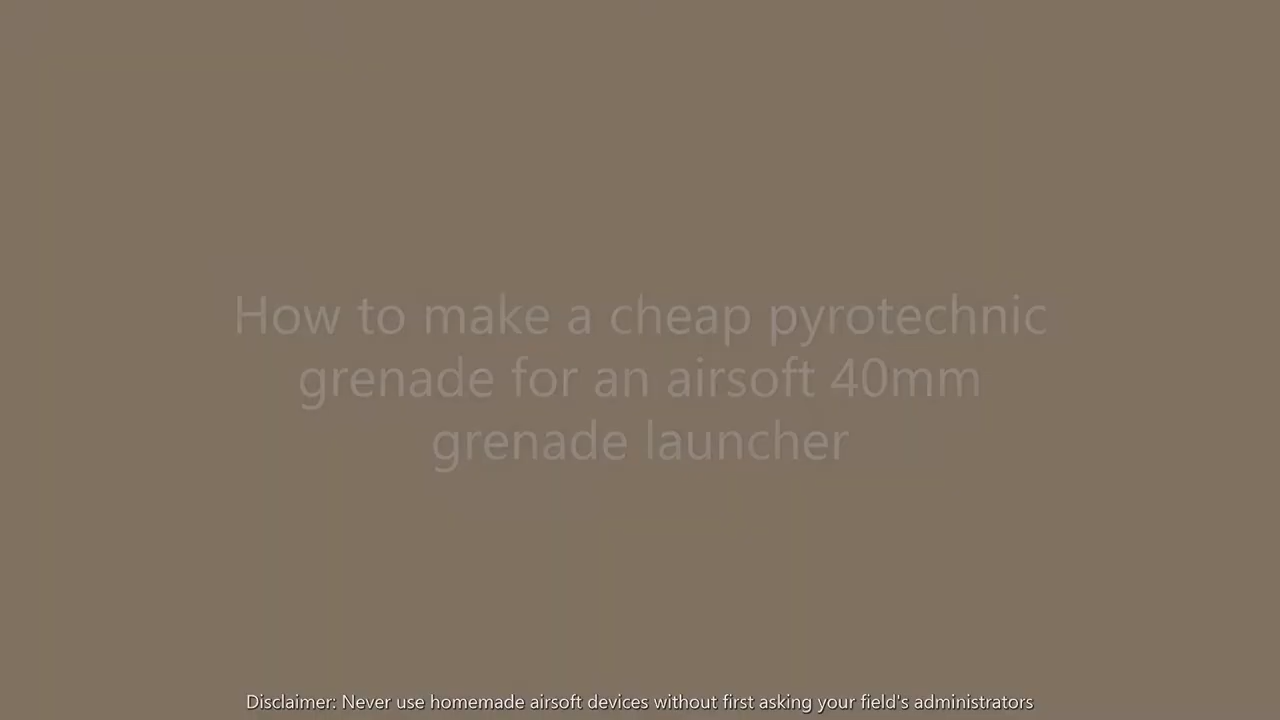 How to make a cheap pyrotechnic
grenade for an airsoft 40mm
grenade launcher
Disclaimer: Never use homemade airsoft devices without first asking your field's administrators